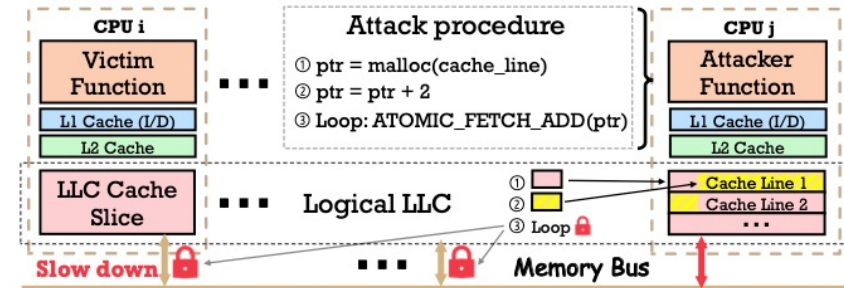 CPU i
Victim
Function
L1 Cache (I/D)
L2 Cache
LLC Cache
Slice
Slow down
...
Attack procedure
① ptr = malloc(cache_line)
② ptr = ptr + 2
③ Loop: ATOMIC_FETCH_ADD(ptr)
... Logical LLC
①
②
③ Loop
... Memory Bus
CPU j
Attacker
Function
L1 Cache (I/D)
L2 Cache
Cache Line 1
Cache Line 2
...